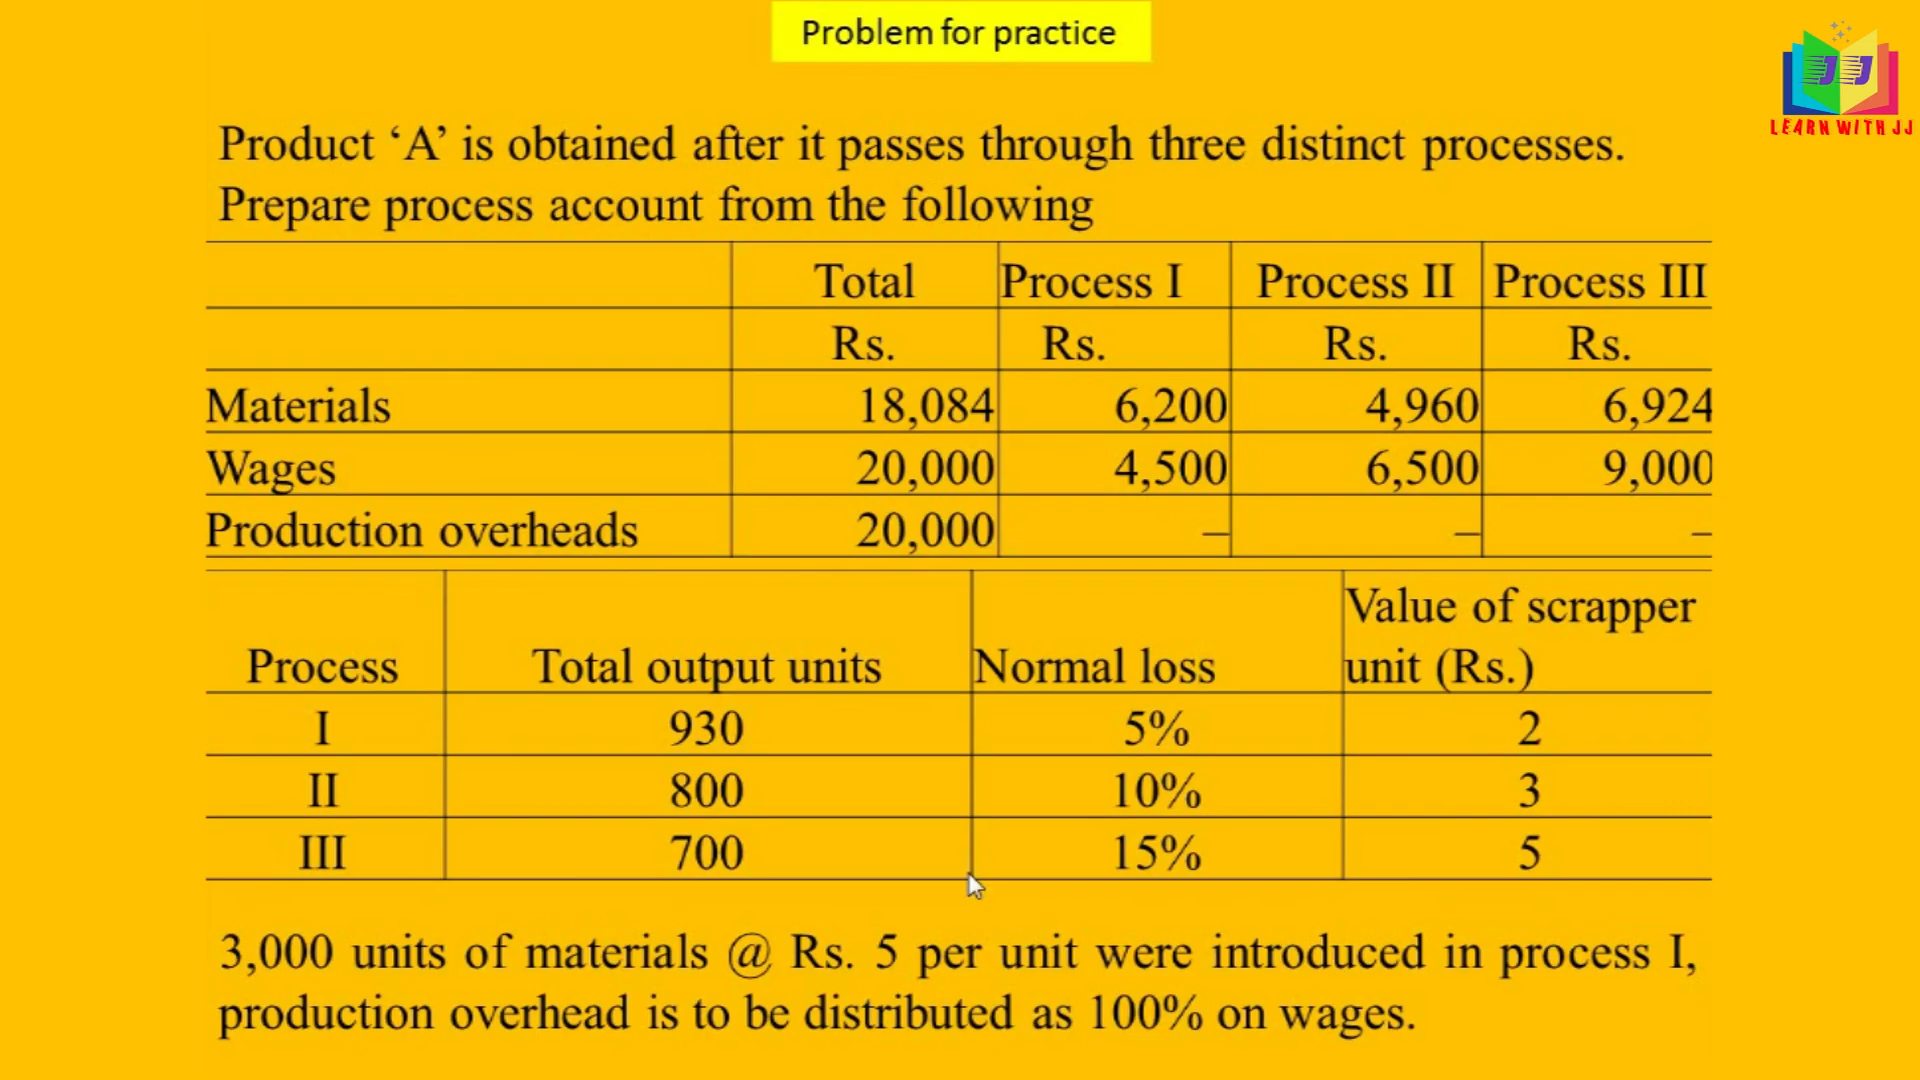 Problem for practice
LEARN WITH JJ
Product ‘A’ is obtained after it passes through three distinct processes.
Prepare process account from the following
Total Process I Process II Process III
Rs. Rs. Rs. Rs.
Materials 18,084 6,200 4,960 6,924
Wages 20,000 4,500 6,500 9,000
Production overheads 20,000 – – –
Value of scrapper
Process Total output units Normal loss unit (Rs.)
I 930 5% 2
II 800 10% 3
III 700 15% 5
3,000 units of materials @ Rs. 5 per unit were introduced in process I,
production overhead is to be distributed as 100% on wages.